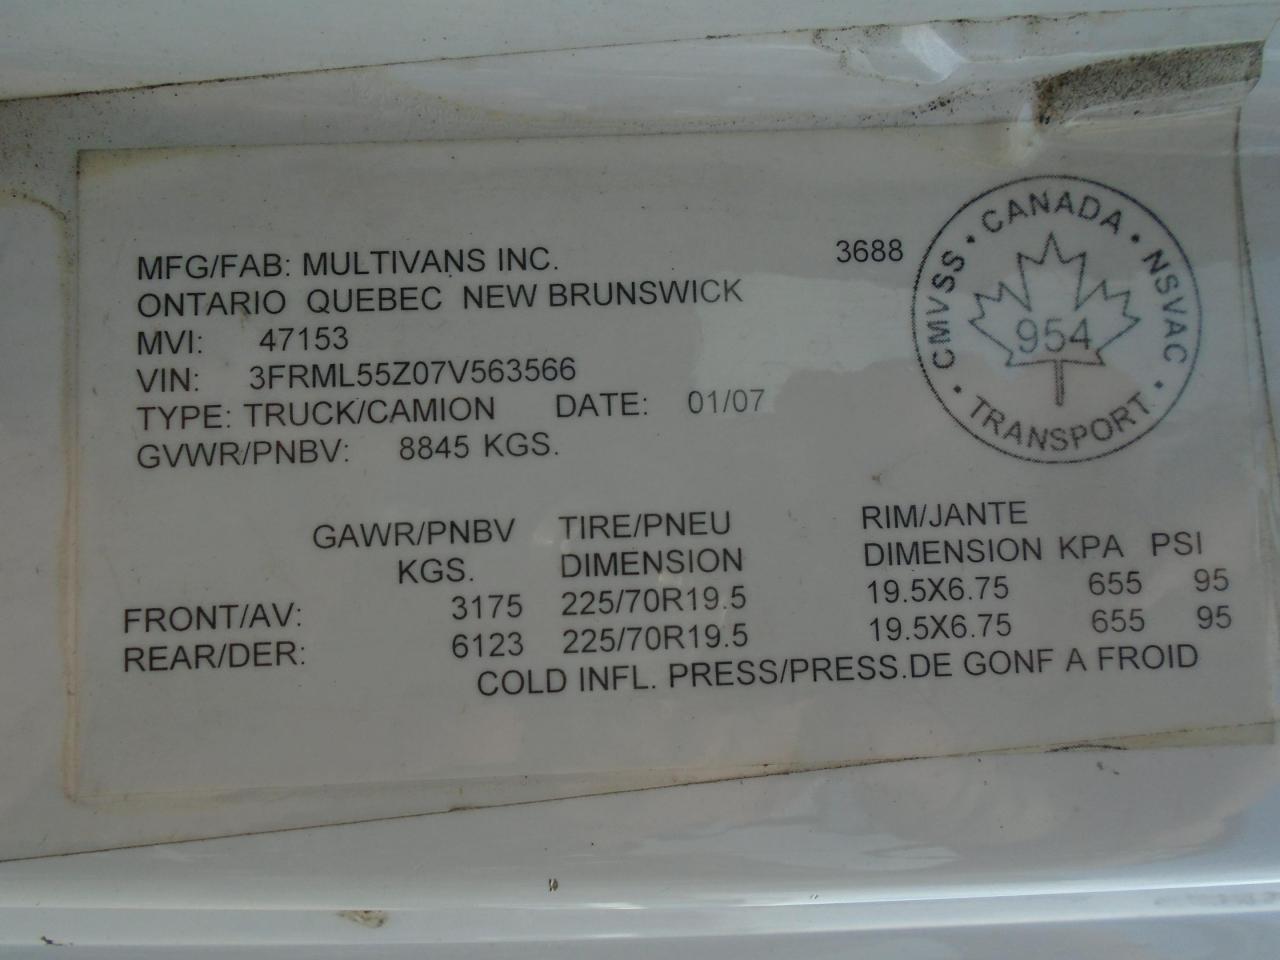 MFG/FAB: MULTIVANS INC. 3688
ONTARIO QUEBEC NEW BRUNSWICK
MVI: 47153
VIN: 3FRML55Z07V563566
TYPE: TRUCK/CAMION DATE: 01/07
GVWR/PNBV: 8845 KGS.
CMVSS • CANADA • NSVAC • TRANSPORT •
954
GAWR/PNBV TIRE/PNEU RIM/JANTE
KGS. DIMENSION DIMENSION KPA PSI
FRONT/AV: 3175 225/70R19.5 19.5X6.75 655 95
REAR/DER: 6123 225/70R19.5 19.5X6.75 655 95
COLD INFL. PRESS/PRESS.DE GONF A FROID